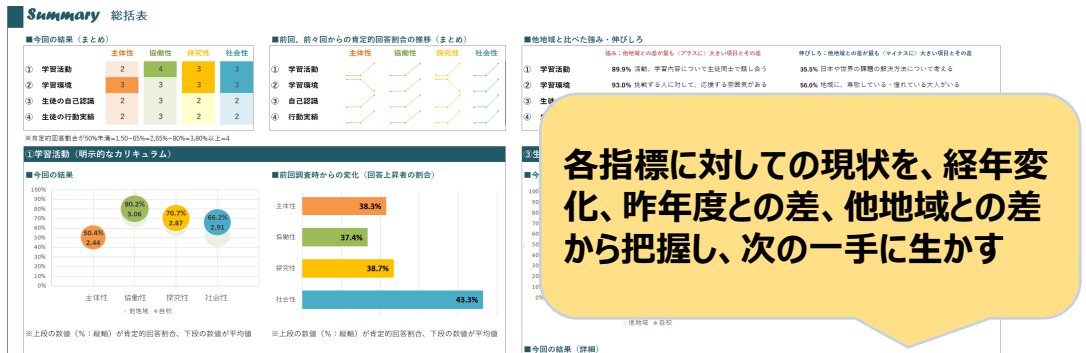 Summary 総括表
■今回の結果（まとめ）
主体性 協働性 探究性 社会性
① 学習活動 2 4 3 3
② 学習環境 3 3 3 3
③ 生徒の自己認識 2 3 2 2
④ 生徒の行動実績 2 3 2 2
※肯定的回答割合が50%未満=1,50~65%=2,65%~80%=3,80%以上=4
■前回、前々回からの肯定的回答割合の推移（まとめ）
主体性 協働性 探究性 社会性
① 学習活動
② 学習環境
③ 自己認識
④ 行動実績
■他地域と比べた強み・伸びしろ
強み：他地域との差が最も（プラスに）大きい項目とその差 伸びしろ：他地域との差が最も（マイナスに）大きい項目とその差
① 学習活動 89.9% 活動、学習内容について生徒同士で話し合う 35.5% 日本や世界の課題の解決方法について考える
② 学習環境 93.0% 挑戦する人に対して、応援する雰囲気がある 56.0% 地域に、尊敬している・憧れている大人がいる
③ 生徒
④ 生
各指標に対しての現状を、経年変
化、昨年度との差、他地域との差
から把握し、次の一手に生かす
①学習活動（明示的なカリキュラム）
■今回の結果
100%
90%
80%
70%
60%
50%
40%
30%
20%
10%
0%
50.4%
2.44
80.2%
3.06
70.7%
2.87
66.2%
2.91
主体性 協働性 探究性 社会性
他地域 自校
※上段の数値（%：縦軸）が肯定的回答割合、下段の数値が平均値
■前回調査時からの変化（回答上昇者の割合）
主体性 38.3%
協働性 37.4%
探究性 38.7%
社会性 43.3%
※上段の数値（%：縦軸）が肯定的回答割合、下段の数値が平均値
③生
■今
100
90
80
70
60
50
40
30
20
10
0%
他地域 自校
■今回の結果（詳細）